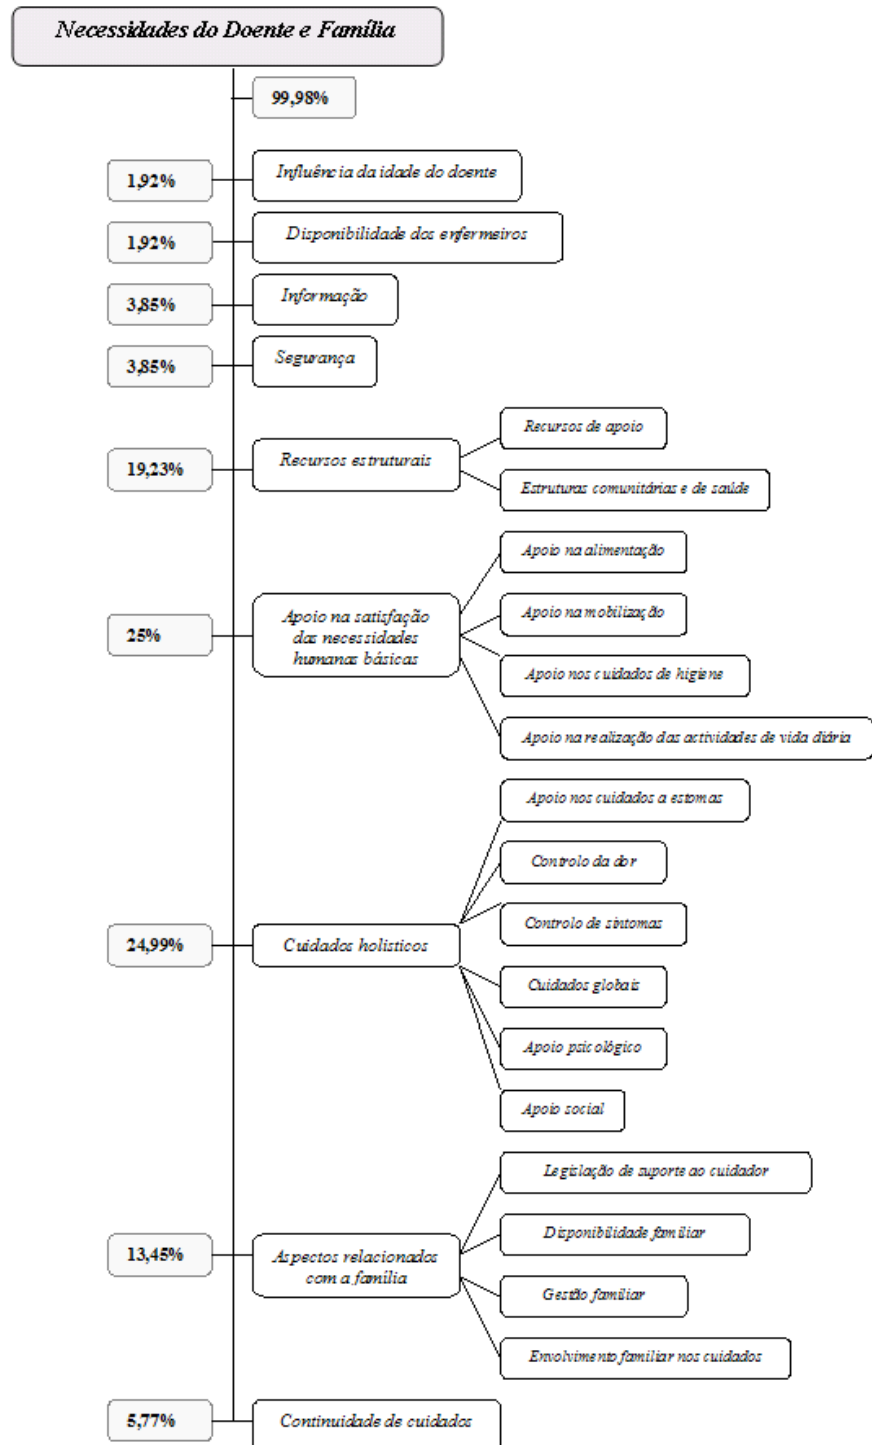 Necessidades do Doente e Família
99,98%
1,92%
Influência da idade do doente
1,92%
Disponibilidade dos enfermeiros
3,85%
Informação
3,85%
Segurança
19,23%
Recursos estruturais
Recursos de apoio
Estruturas comunitárias e de saúde
25%
Apoio na satisfação
das necessidades
humanas básicas
Apoio na alimentação
Apoio na mobilização
Apoio nos cuidados de higiene
Apoio na realização das actividades de vida diária
24,99%
Cuidados holísticos
Apoio nos cuidados a estomas
Controlo da dor
Controlo de sintomas
Cuidados globais
Apoio psicológico
Apoio social
13,45%
Aspectos relacionados
com a família
Legislação de suporte ao cuidador
Disponibilidade familiar
Gestão familiar
Envolvimento familiar nos cuidados
5,77%
Continuidade de cuidados